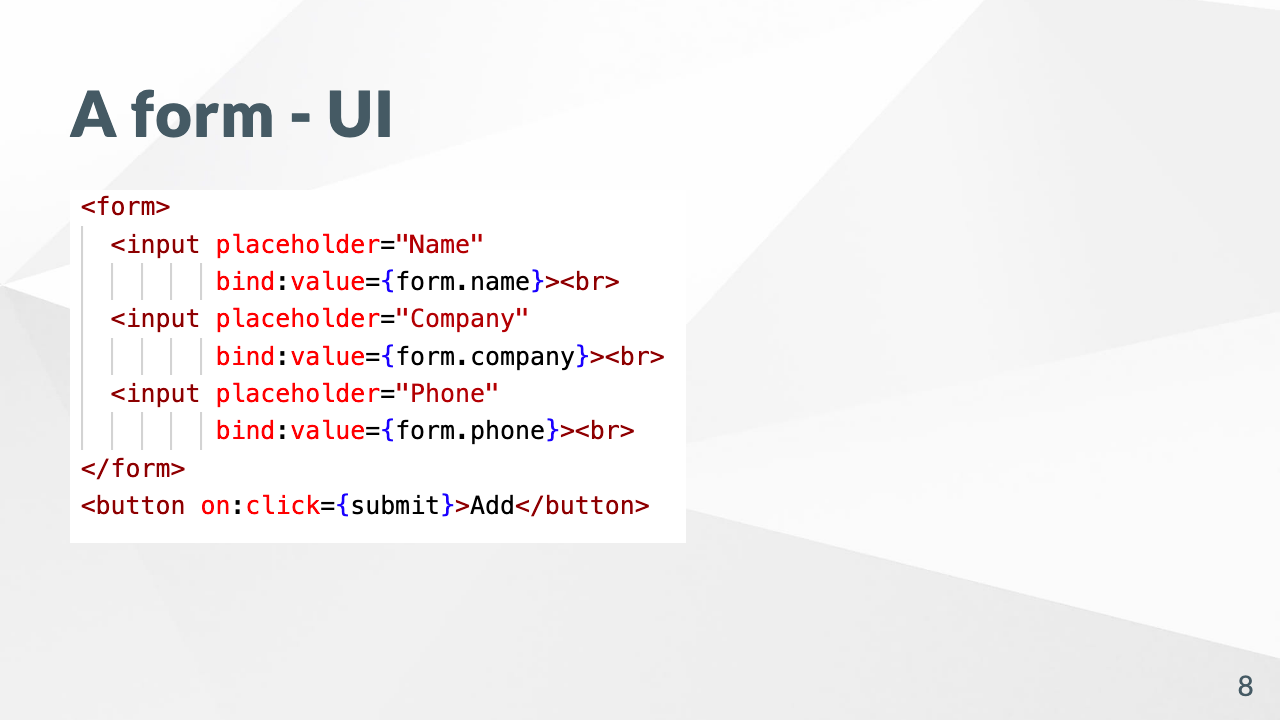 A form - UI
<form>
  <input placeholder="Name"
         bind:value={form.name}><br>
  <input placeholder="Company"
         bind:value={form.company}><br>
  <input placeholder="Phone"
         bind:value={form.phone}><br>
</form>
<button on:click={submit}>Add</button>
8